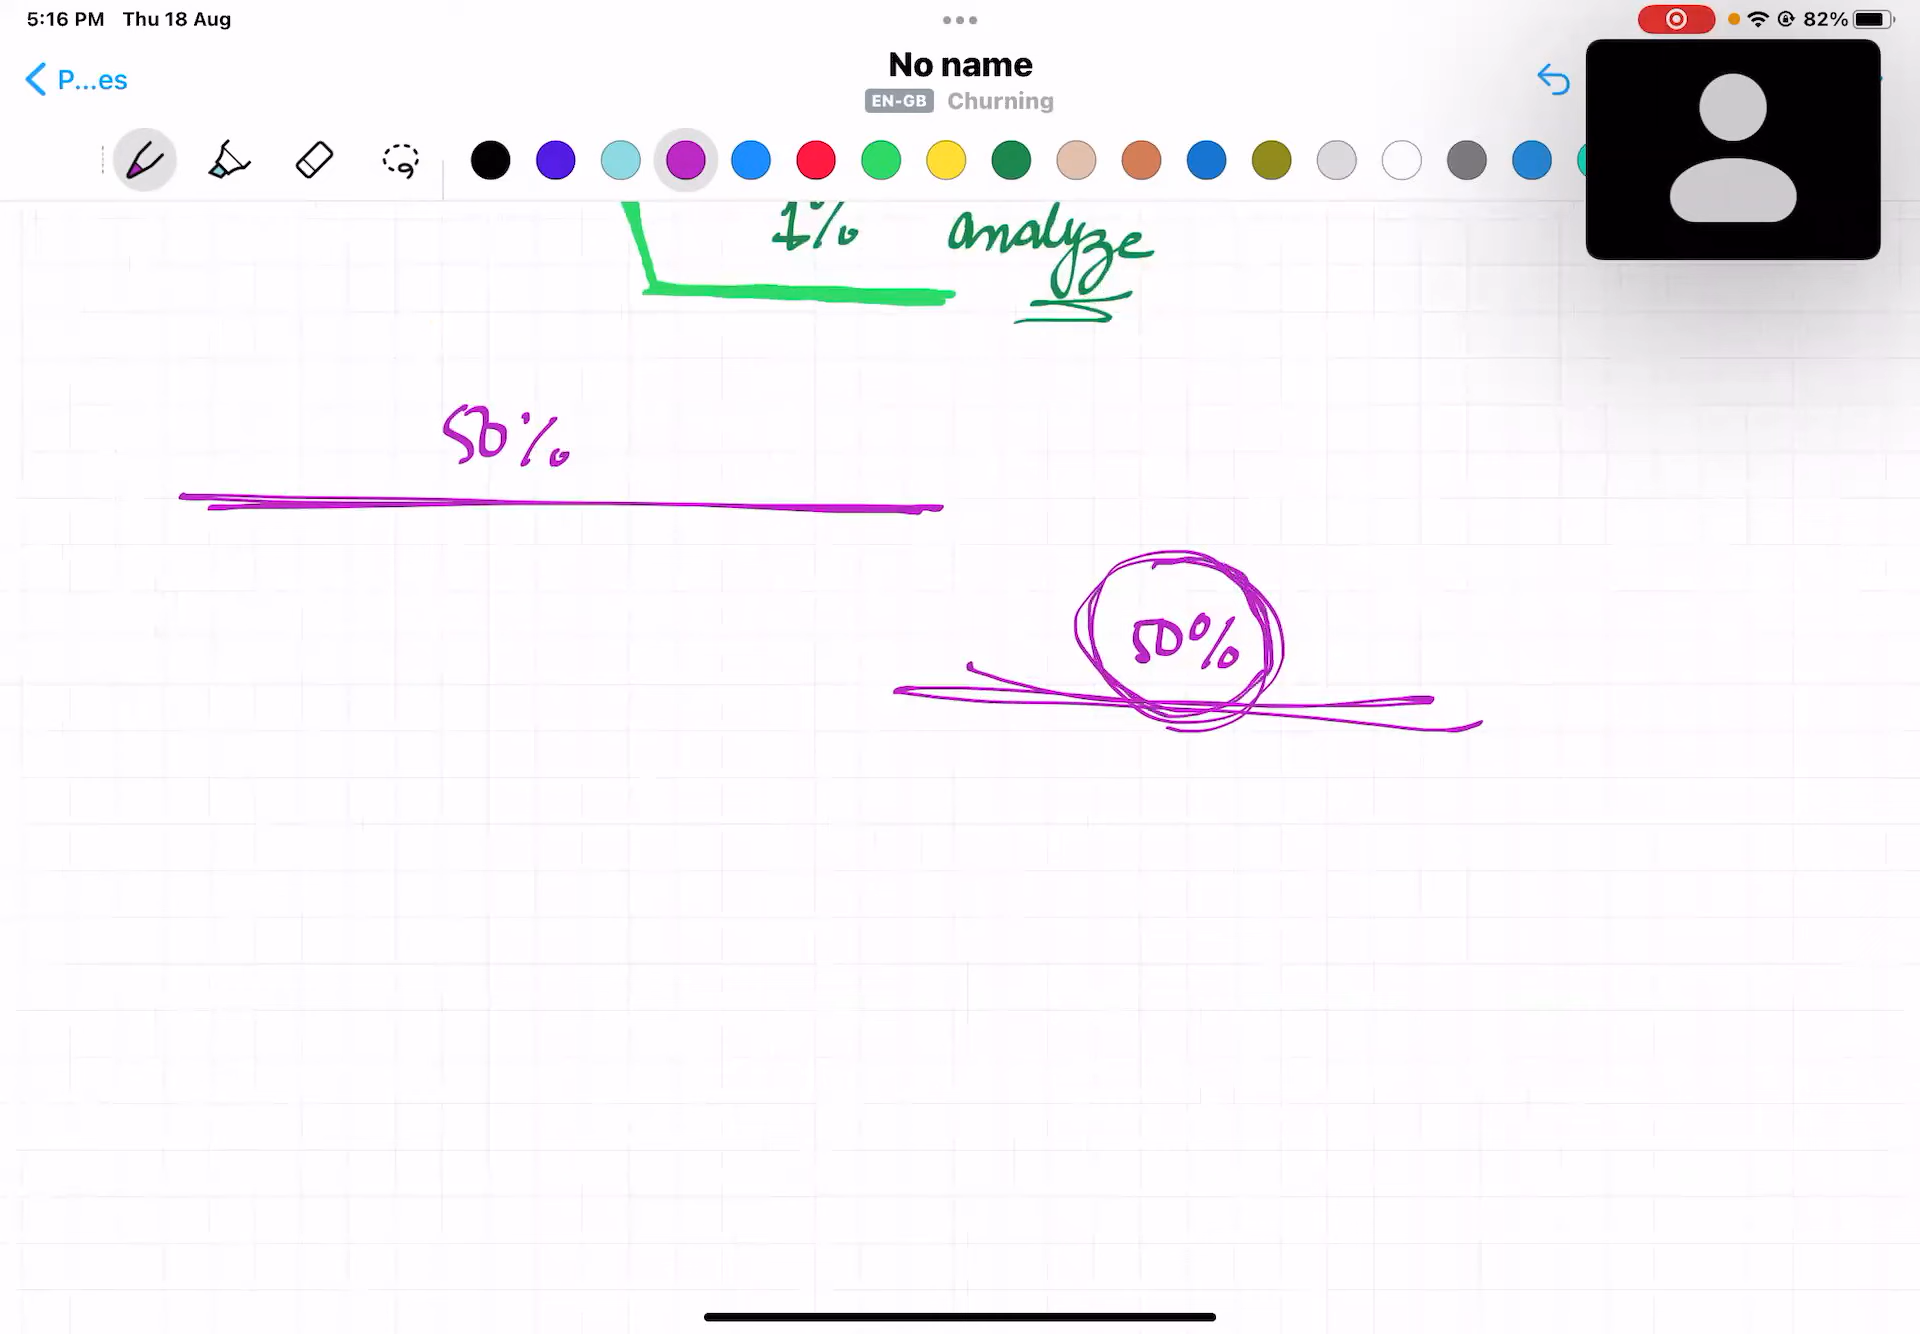 5:16 PM Thu 18 Aug
82%
P...es
No name
EN-GB Churning
1% analyze
50%
50%